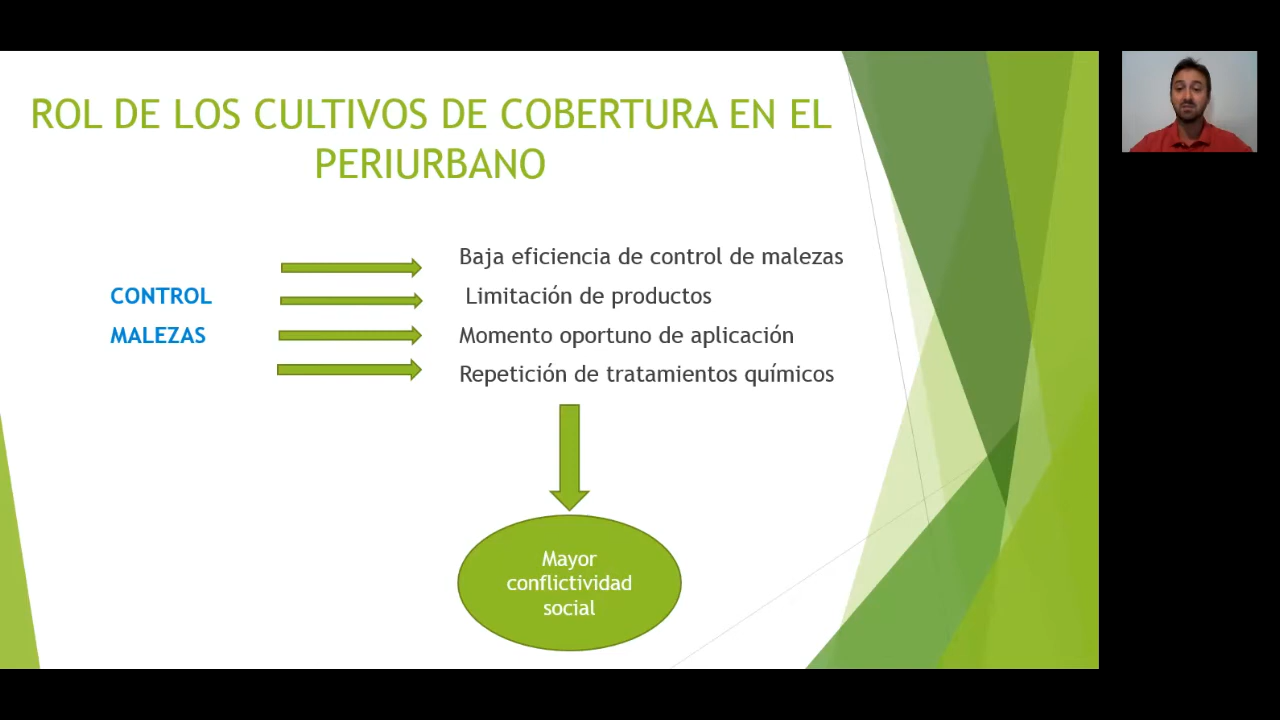 ROL DE LOS CULTIVOS DE COBERTURA EN EL
PERIURBANO
CONTROL
MALEZAS
Baja eficiencia de control de malezas
Limitación de productos
Momento oportuno de aplicación
Repetición de tratamientos químicos
Mayor
conflictividad
social